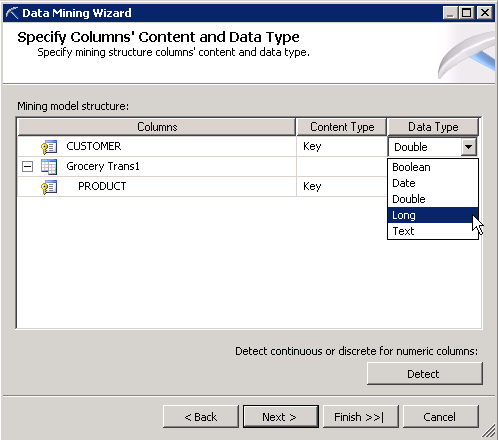 Data Mining Wizard
Specify Columns' Content and Data Type
Specify mining structure columns' content and data type.
Mining model structure:
Columns Content Type Data Type
CUSTOMER Key Double
Grocery Trans1
PRODUCT Key
Boolean
Date
Double
Long
Text
Detect continuous or discrete for numeric columns:
Detect
< Back Next > Finish >>| Cancel